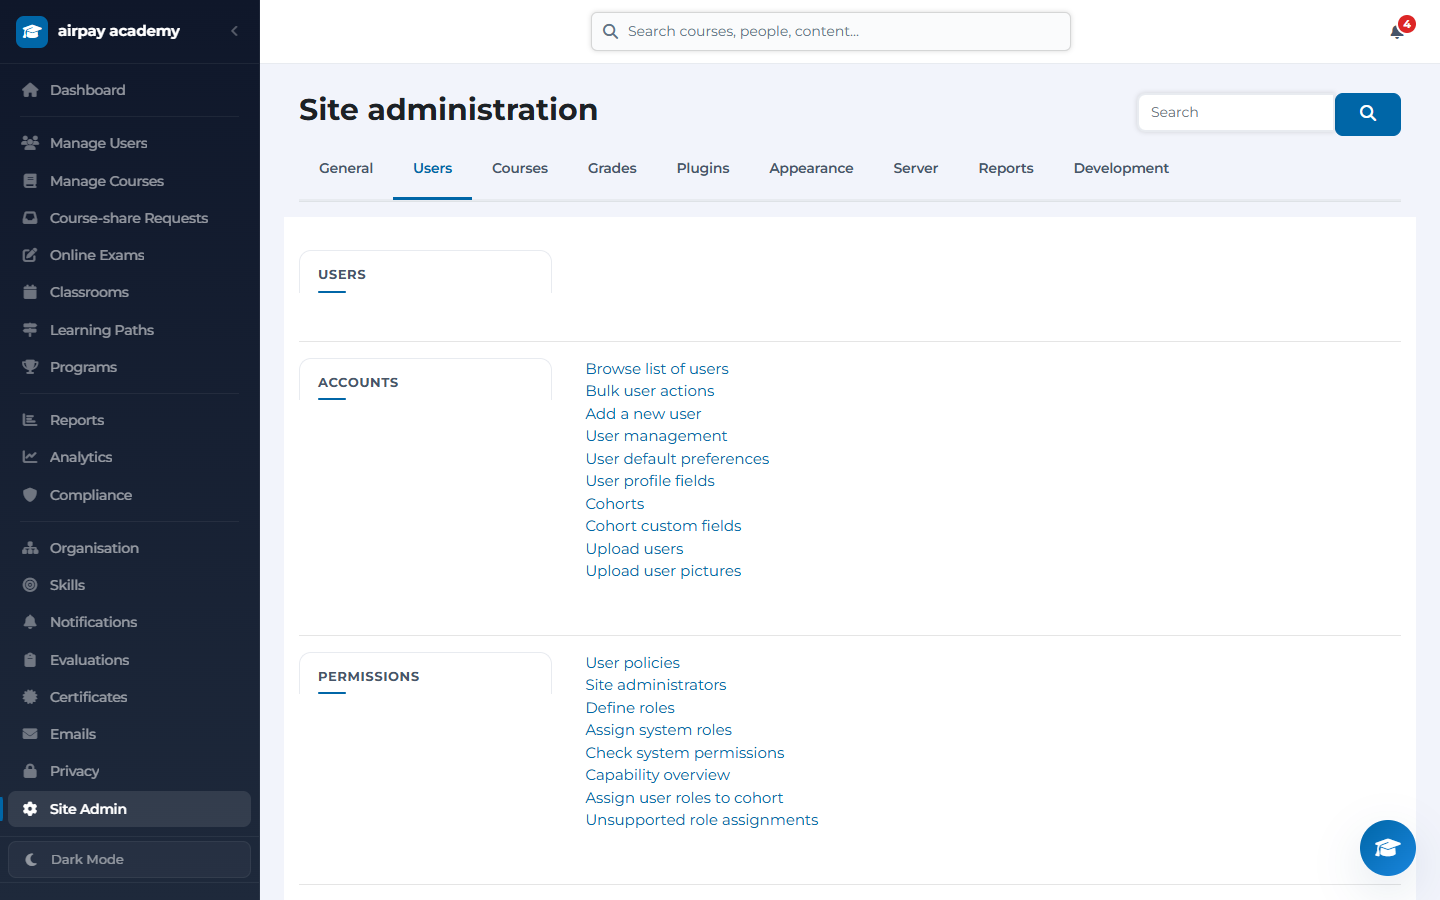 airpay academy
Search courses, people, content...
4
Dashboard
Manage Users
Manage Courses
Course-share Requests
Online Exams
Classrooms
Learning Paths
Programs
Reports
Analytics
Compliance
Organisation
Skills
Notifications
Evaluations
Certificates
Emails
Privacy
Site Admin
Dark Mode
Site administration
Search
General Users Courses Grades Plugins Appearance Server Reports Development
USERS
ACCOUNTS
Browse list of users
Bulk user actions
Add a new user
User management
User default preferences
User profile fields
Cohorts
Cohort custom fields
Upload users
Upload user pictures
PERMISSIONS
User policies
Site administrators
Define roles
Assign system roles
Check system permissions
Capability overview
Assign user roles to cohort
Unsupported role assignments